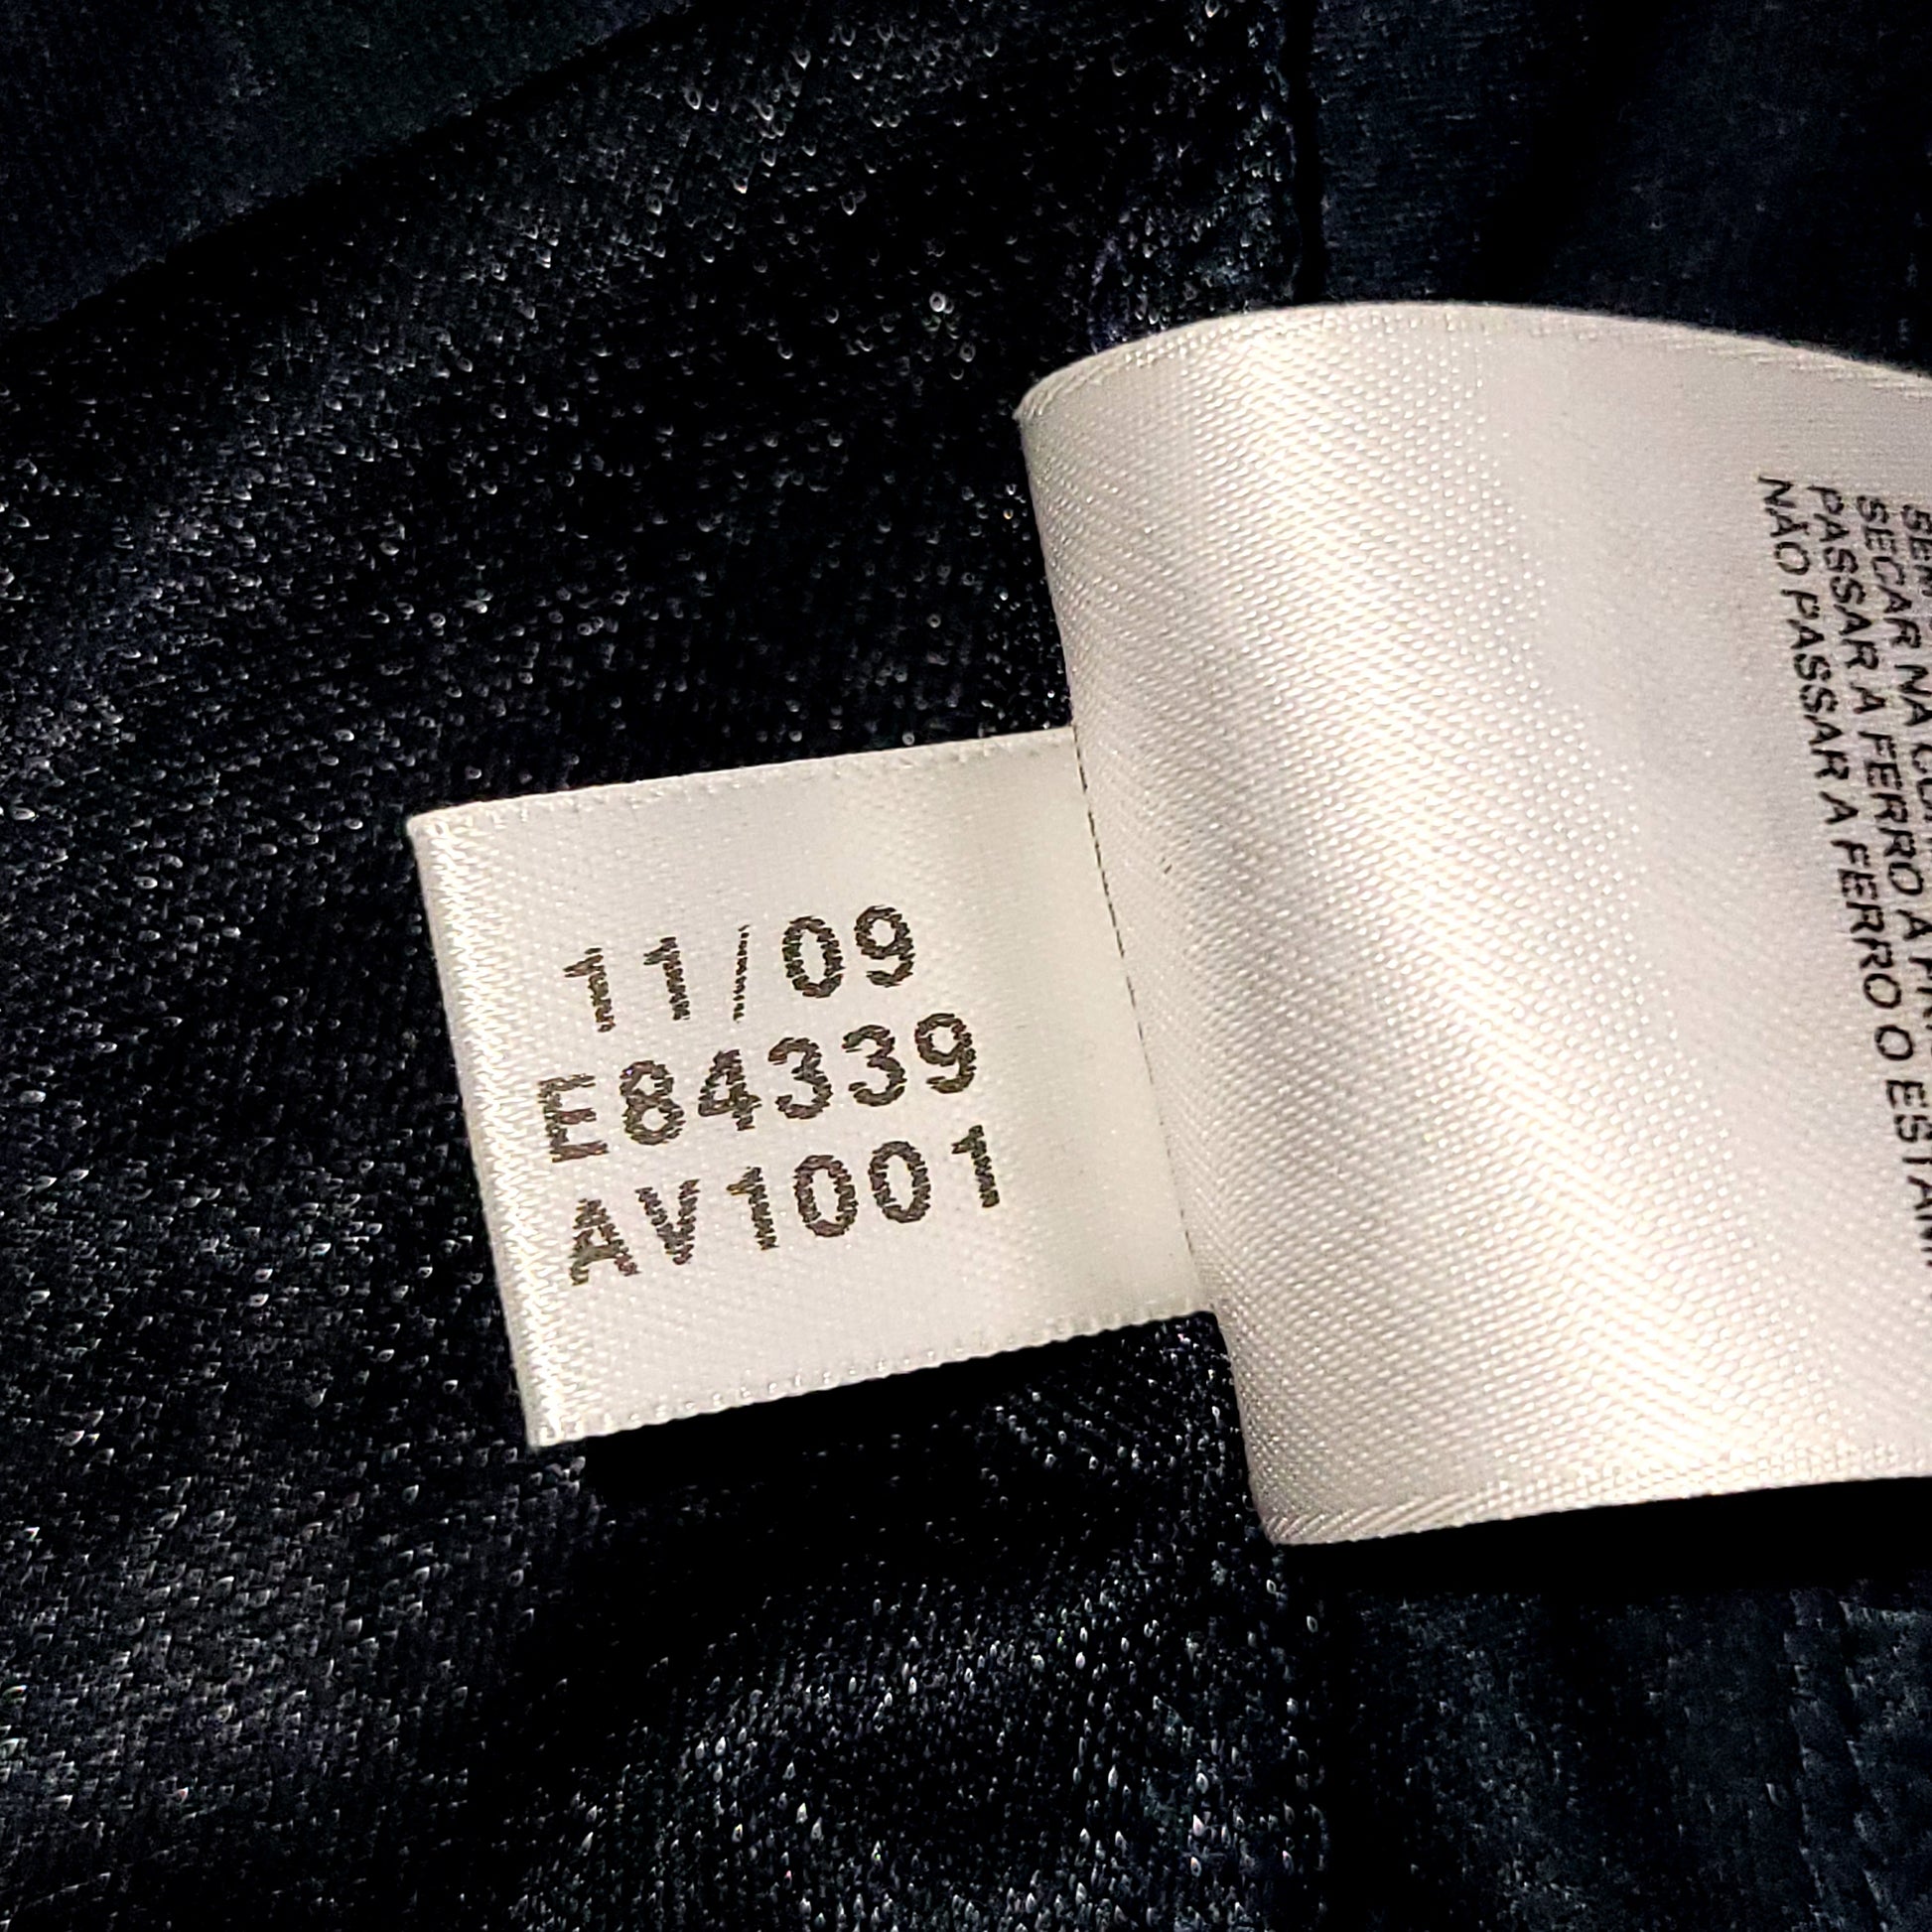 11/09
E84339
AV1001
SECAR NA
PASSAR A FERRO A
NÃO PASSAR A FERRO O